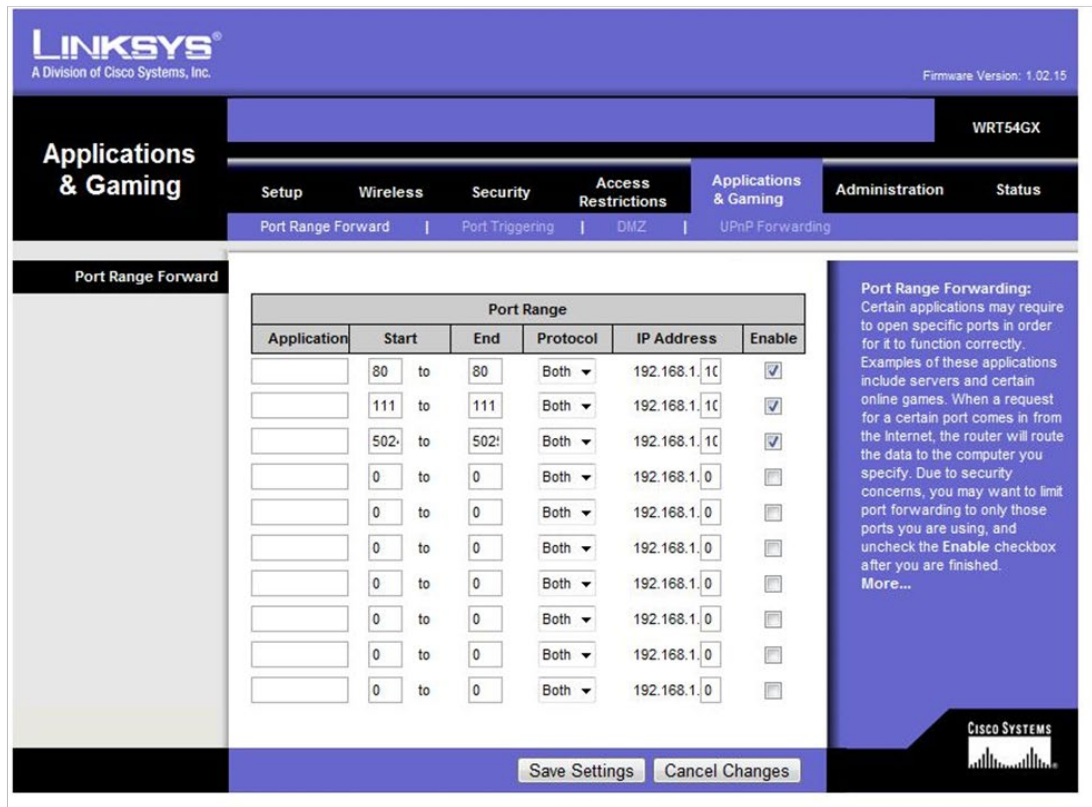 LINKSYS®
A Division of Cisco Systems, Inc.
Firmware Version: 1.02.15
WRT54GX
Applications & Gaming
Setup Wireless Security Access Restrictions Applications & Gaming Administration Status
Port Range Forward | Port Triggering | DMZ | UPnP Forwarding
Port Range Forward
Port Range
Application Start End Protocol IP Address Enable
80 to 80 Both 192.168.1. 10
111 to 111 Both 192.168.1. 10
502 to 502 Both 192.168.1. 10
0 to 0 Both 192.168.1. 0
0 to 0 Both 192.168.1. 0
0 to 0 Both 192.168.1. 0
0 to 0 Both 192.168.1. 0
0 to 0 Both 192.168.1. 0
0 to 0 Both 192.168.1. 0
0 to 0 Both 192.168.1. 0
Port Range Forwarding:
Certain applications may require
to open specific ports in order
for it to function correctly.
Examples of these applications
include servers and certain
online games. When a request
for a certain port comes in from
the Internet, the router will route
the data to the computer you
specify. Due to security
concerns, you may want to limit
port forwarding to only those
ports you are using, and
uncheck the Enable checkbox
after you are finished.
More...
CISCO SYSTEMS
Save Settings Cancel Changes